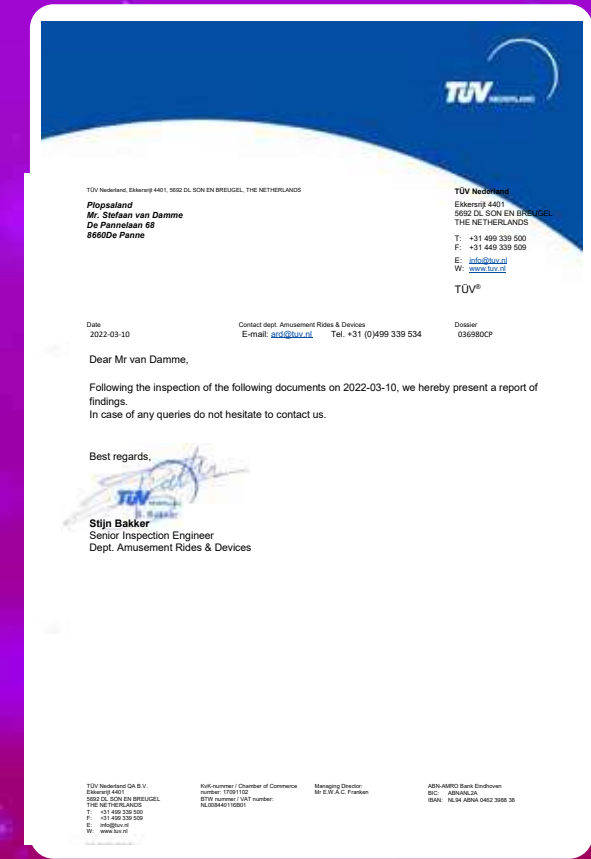 TÜV NEDERLAND
TÜV Nederland, Ekkersrijt 4401, 5692 DL SON EN BREUGEL, THE NETHERLANDS
Plopsaland
Mr. Stefaan van Damme
De Pannelaan 68
8660De Panne
TÜV Nederland
Ekkersrijt 4401
5692 DL SON EN BREUGEL
THE NETHERLANDS
T: +31 499 339 500
F: +31 449 339 509
E: info@tuv.nl
W: www.tuv.nl
TÜV®
Date Contact dept. Amusement Rides & Devices Dossier
2022-03-10 E-mail: ard@tuv.nl Tel. +31 (0)499 339 534 036980CP
Dear Mr van Damme,
Following the inspection of the following documents on 2022-03-10, we hereby present a report of
findings.
In case of any queries do not hesitate to contact us.
Best regards,
TÜV
S. Bakker
Stijn Bakker
Senior Inspection Engineer
Dept. Amusement Rides & Devices
TÜV Nederland QA B.V.
Ekkersrijt 4401
5692 DL SON EN BREUGEL
THE NETHERLANDS
T: +31 499 339 500
F: +31 499 339 509
E: info@tuv.nl
W: www.tuv.nl
KvK-nummer / Chamber of Commerce
number: 17091102
BTW nummer / VAT number:
NL008440116B01
Managing Director:
Mr E.W.A.C. Franken
ABN-AMRO Bank Eindhoven
BIC: ABNANL2A
IBAN: NL94 ABNA 0462 3988 38